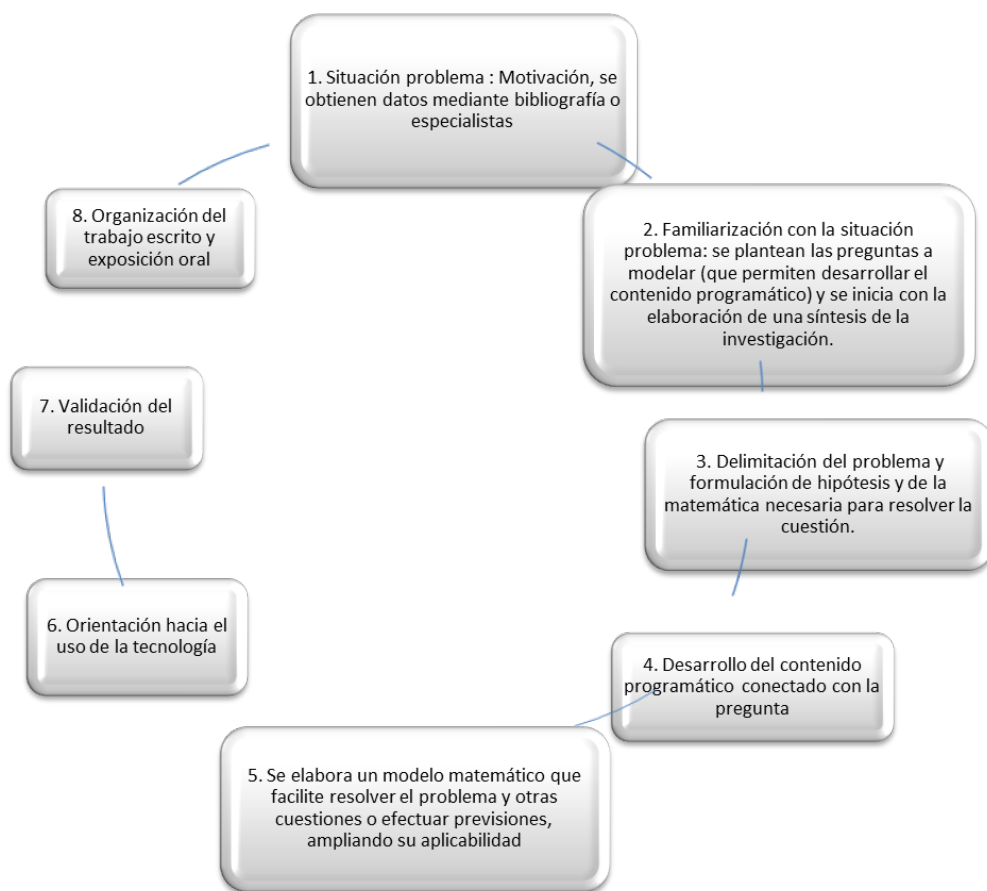 1. Situación problema : Motivación, se
obtienen datos mediante bibliografía o
especialistas
2. Familiarización con la situación
problema: se plantean las preguntas a
modelar (que permiten desarrollar el
contenido programático) y se inicia con la
elaboración de una síntesis de la
investigación.
3. Delimitación del problema y
formulación de hipótesis y de la
matemática necesaria para resolver la
cuestión.
4. Desarrollo del contenido
programático conectado con la
pregunta
5. Se elabora un modelo matemático que
facilite resolver el problema y otras
cuestiones o efectuar previsiones,
ampliando su aplicabilidad
6. Orientación hacia el
uso de la tecnología
7. Validación del
resultado
8. Organización del
trabajo escrito y
exposición oral